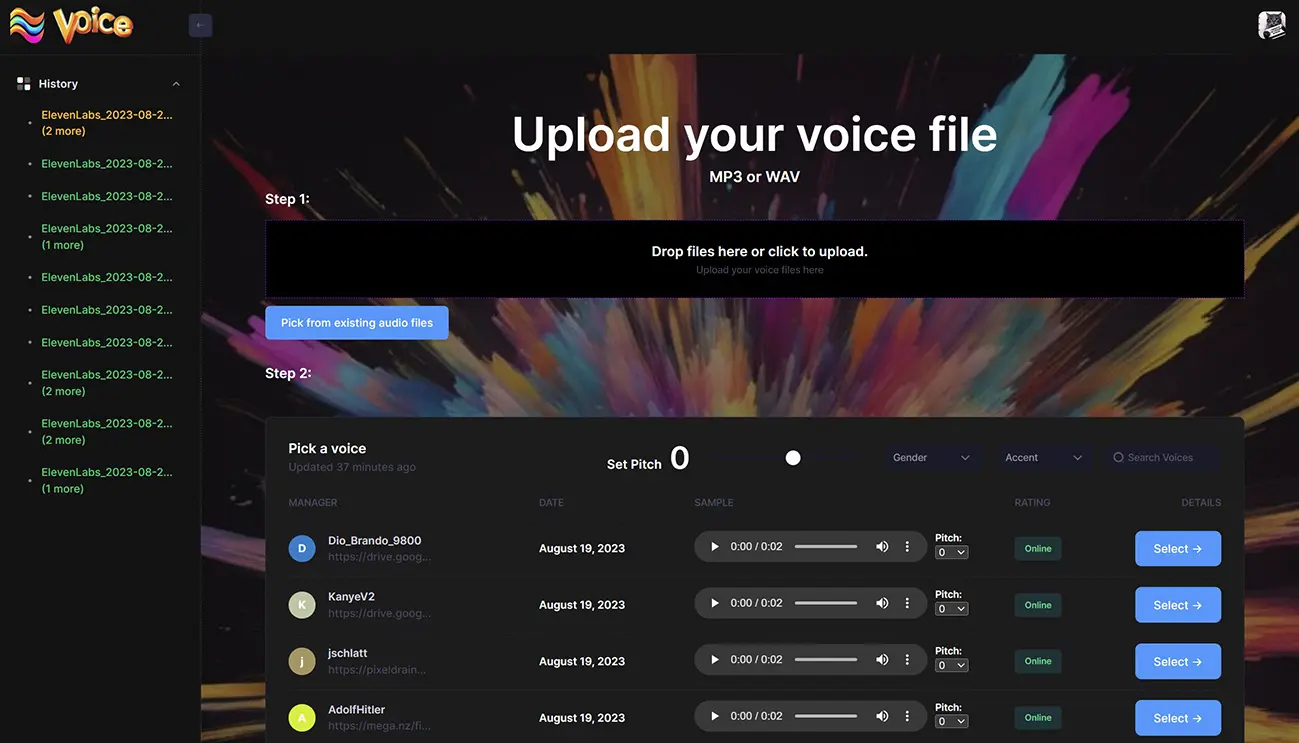 Voice
History
ElevenLabs_2023-08-2...
(2 more)
ElevenLabs_2023-08-2...
ElevenLabs_2023-08-2...
ElevenLabs_2023-08-2...
(1 more)
ElevenLabs_2023-08-2...
ElevenLabs_2023-08-2...
ElevenLabs_2023-08-2...
ElevenLabs_2023-08-2...
(2 more)
ElevenLabs_2023-08-2...
(2 more)
ElevenLabs_2023-08-2...
(1 more)
Upload your voice file
MP3 or WAV
Step 1:
Drop files here or click to upload.
Upload your voice files here
Pick from existing audio files
Step 2:
Pick a voice
Updated 37 minutes ago
Set Pitch 0
Gender
Accent
Search Voices
MANAGER DATE SAMPLE RATING DETAILS
D Dio_Brando_9800 August 19, 2023 0:00 / 0:02 Pitch: 0 Online Select →
https://drive.goog...
K KanyeV2 August 19, 2023 0:00 / 0:02 Pitch: 0 Online Select →
https://drive.goog...
j jschlatt August 19, 2023 0:00 / 0:02 Pitch: 0 Online Select →
https://pixeldrain...
A AdolfHitler August 19, 2023 0:00 / 0:02 Pitch: 0 Online Select →
https://mega.nz/fi...